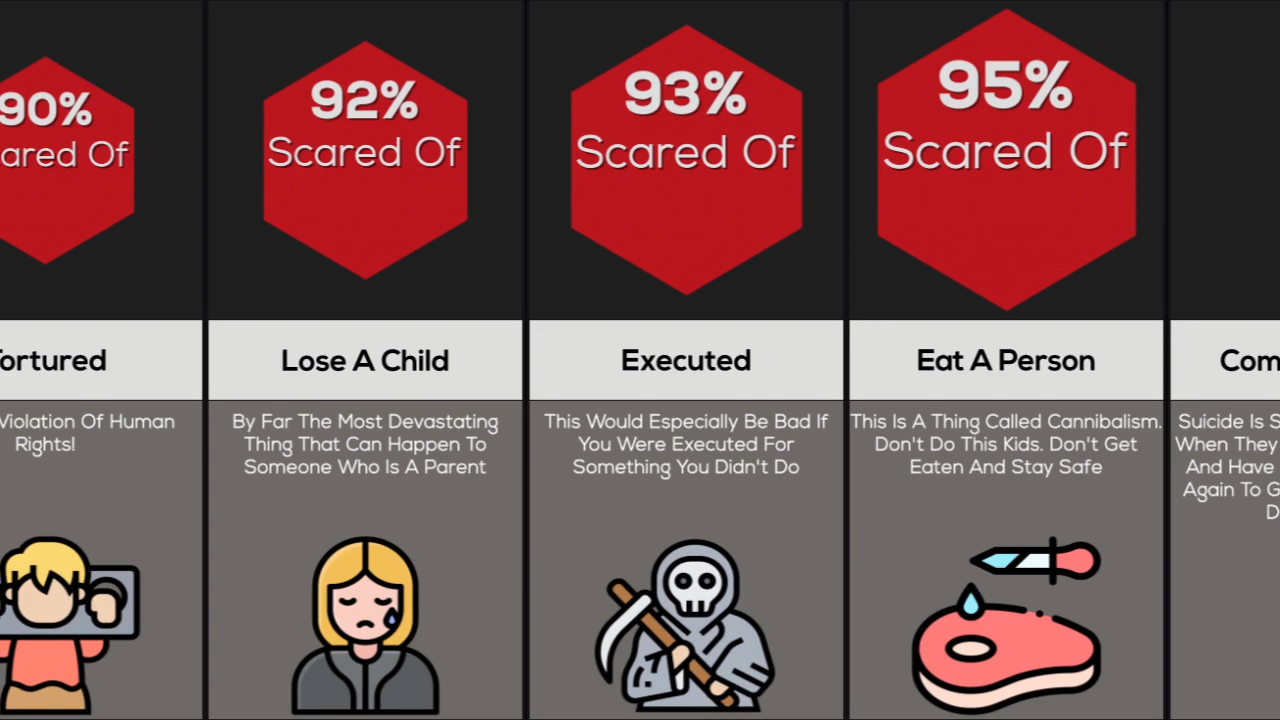 90%
ared Of
ortured
Violation Of Human
Rights!
92%
Scared Of
Lose A Child
By Far The Most Devastating
Thing That Can Happen To
Someone Who Is A Parent
93%
Scared Of
Executed
This Would Especially Be Bad If
You Were Executed For
Something You Didn't Do
95%
Scared Of
Eat A Person
This Is A Thing Called Cannibalism.
Don't Do This Kids. Don't Get
Eaten And Stay Safe
Com
Suicide Is S
When They
And Have
Again To G
D